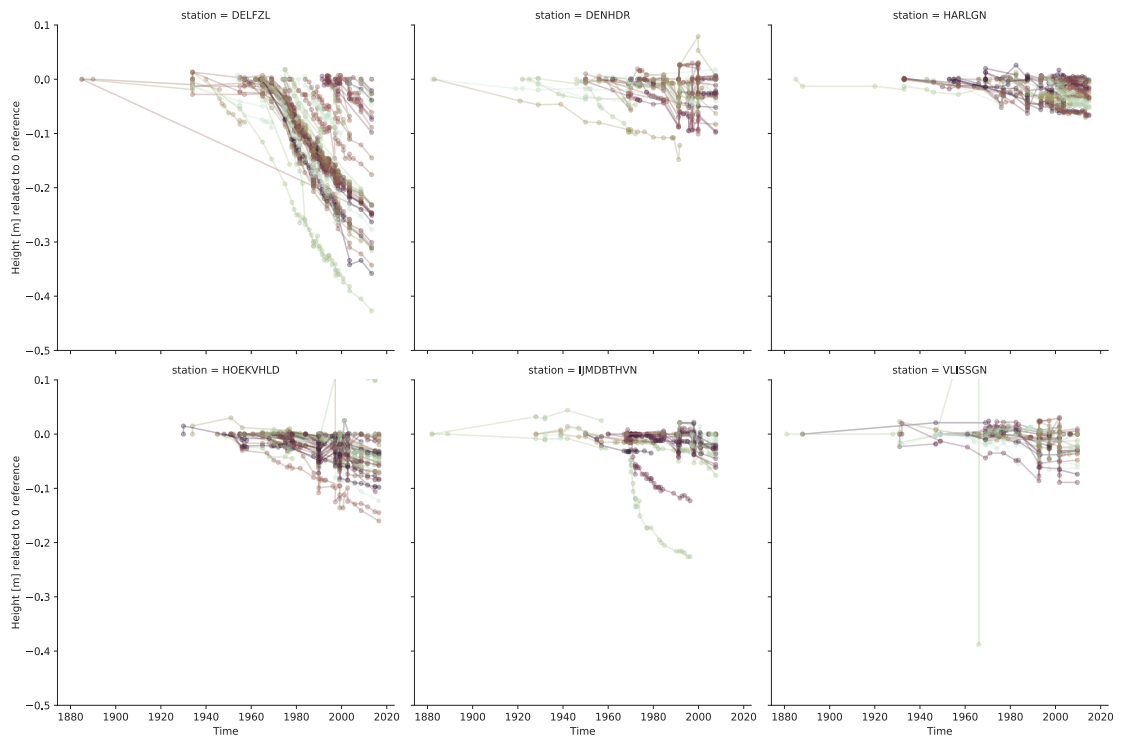 station = DELFZL
station = DENHDR
station = HARLGN
0.1
0.0
−0.1
−0.2
−0.3
−0.4
−0.5
Height [m] related to 0 reference
station = HOEKVHLD
station = IJMDBTHVN
station = VLISSGN
0.1
0.0
−0.1
−0.2
−0.3
−0.4
−0.5
Height [m] related to 0 reference
1880 1900 1920 1940 1960 1980 2000 2020
1880 1900 1920 1940 1960 1980 2000 2020
1880 1900 1920 1940 1960 1980 2000 2020
Time
Time
Time